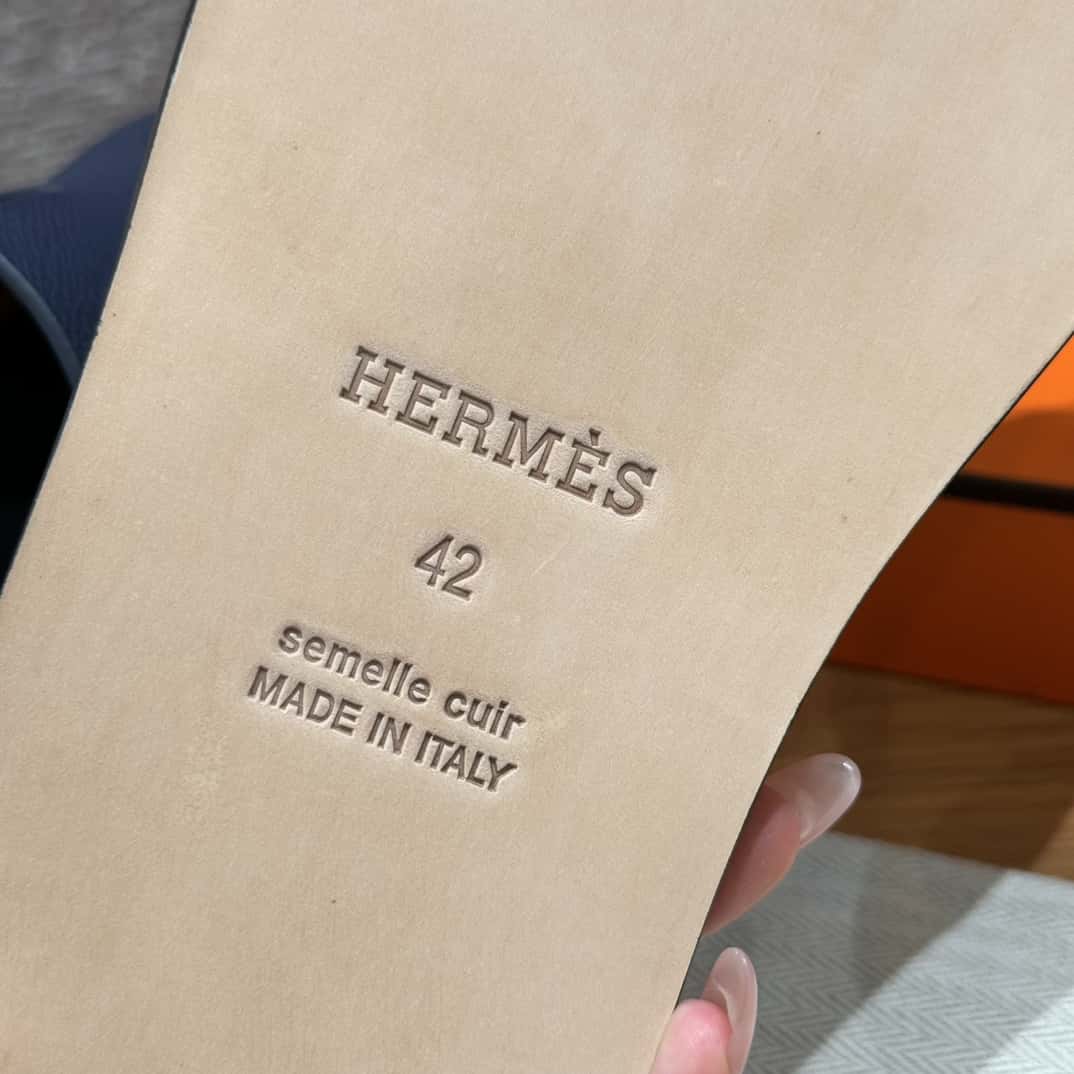 HERMÈS
42
semelle cuir
MADE IN ITALY